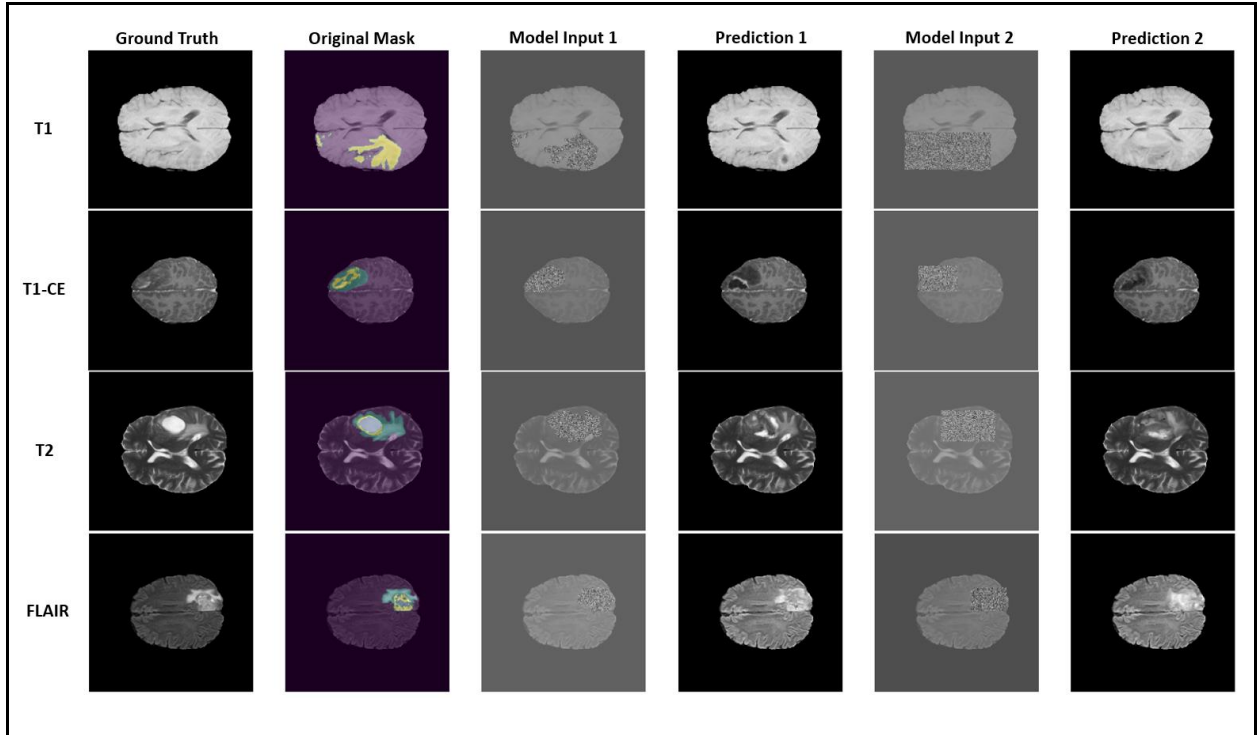 Ground Truth Original Mask Model Input 1 Prediction 1 Model Input 2 Prediction 2
T1
T1-CE
T2
FLAIR